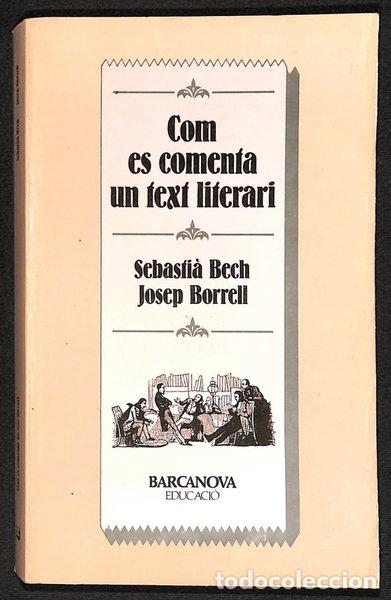 Com
es comenta
un text literari
Sebastià Bech
Josep Borrell
BARCANOVA
EDUCACIÓ
todocoleccion